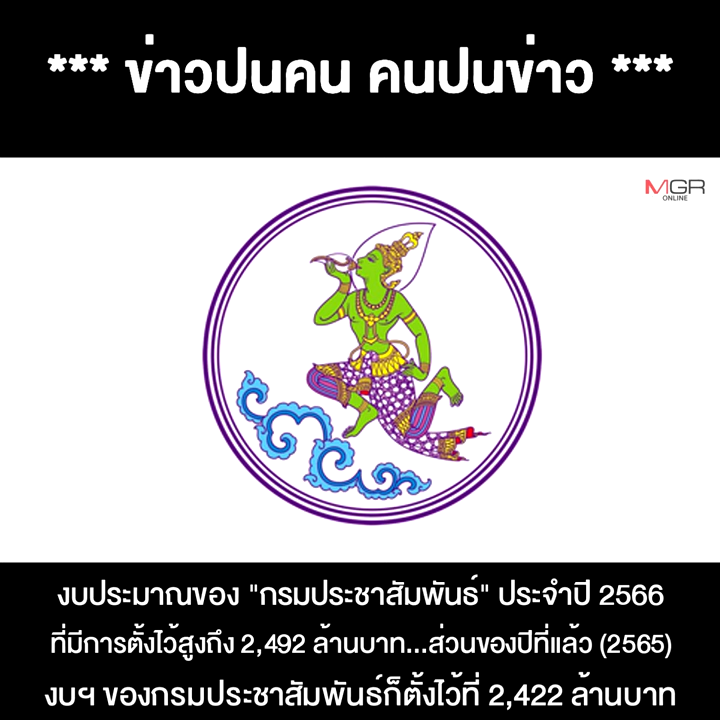 *** ข่าวปนคน คนปนข่าว ***
MGR
ONLINE
งบประมาณของ "กรมประชาสัมพันธ์" ประจำปี 2566
ที่มีการตั้งไว้สูงถึง 2,492 ล้านบาท...ส่วนของปีที่แล้ว (2565)
งบฯ ของกรมประชาสัมพันธ์ก็ตั้งไว้ที่ 2,422 ล้านบาท